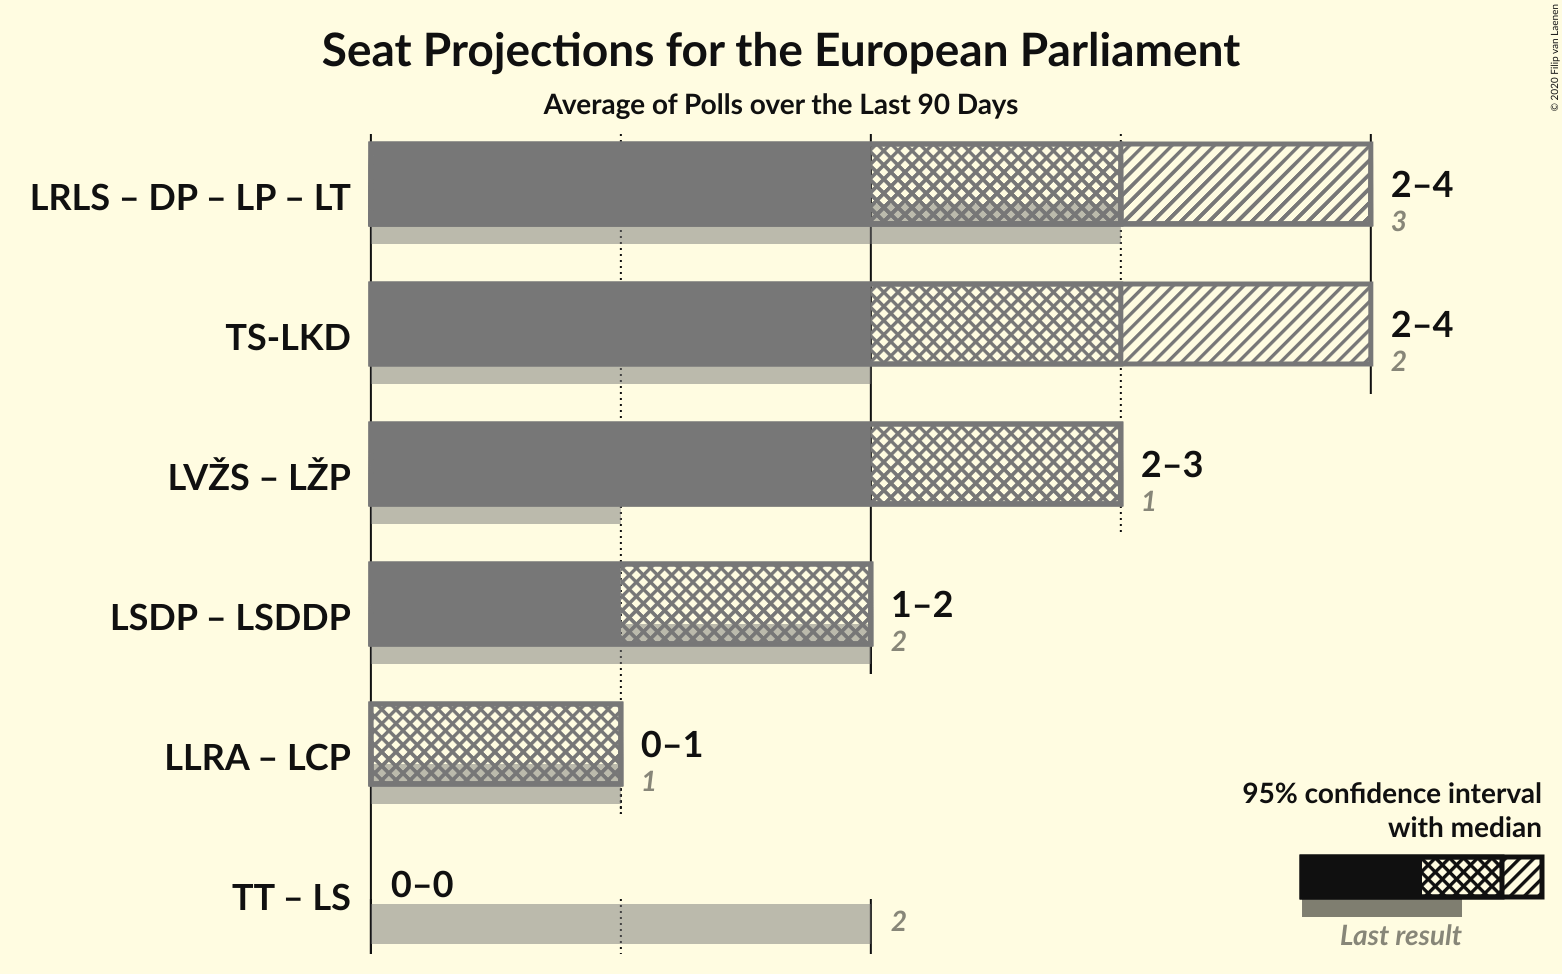 Seat Projections for the European Parliament
Average of Polls over the Last 90 Days
© 2020 Filip van Laenen
LRLS – DP – LP – LT
2–4
3
TS-LKD
2–4
2
LVŽS – LŽP
2–3
1
LSDP – LSDDP
1–2
2
LLRA – LCP
0–1
1
TT – LS
0–0
2
95% confidence interval
with median
Last result